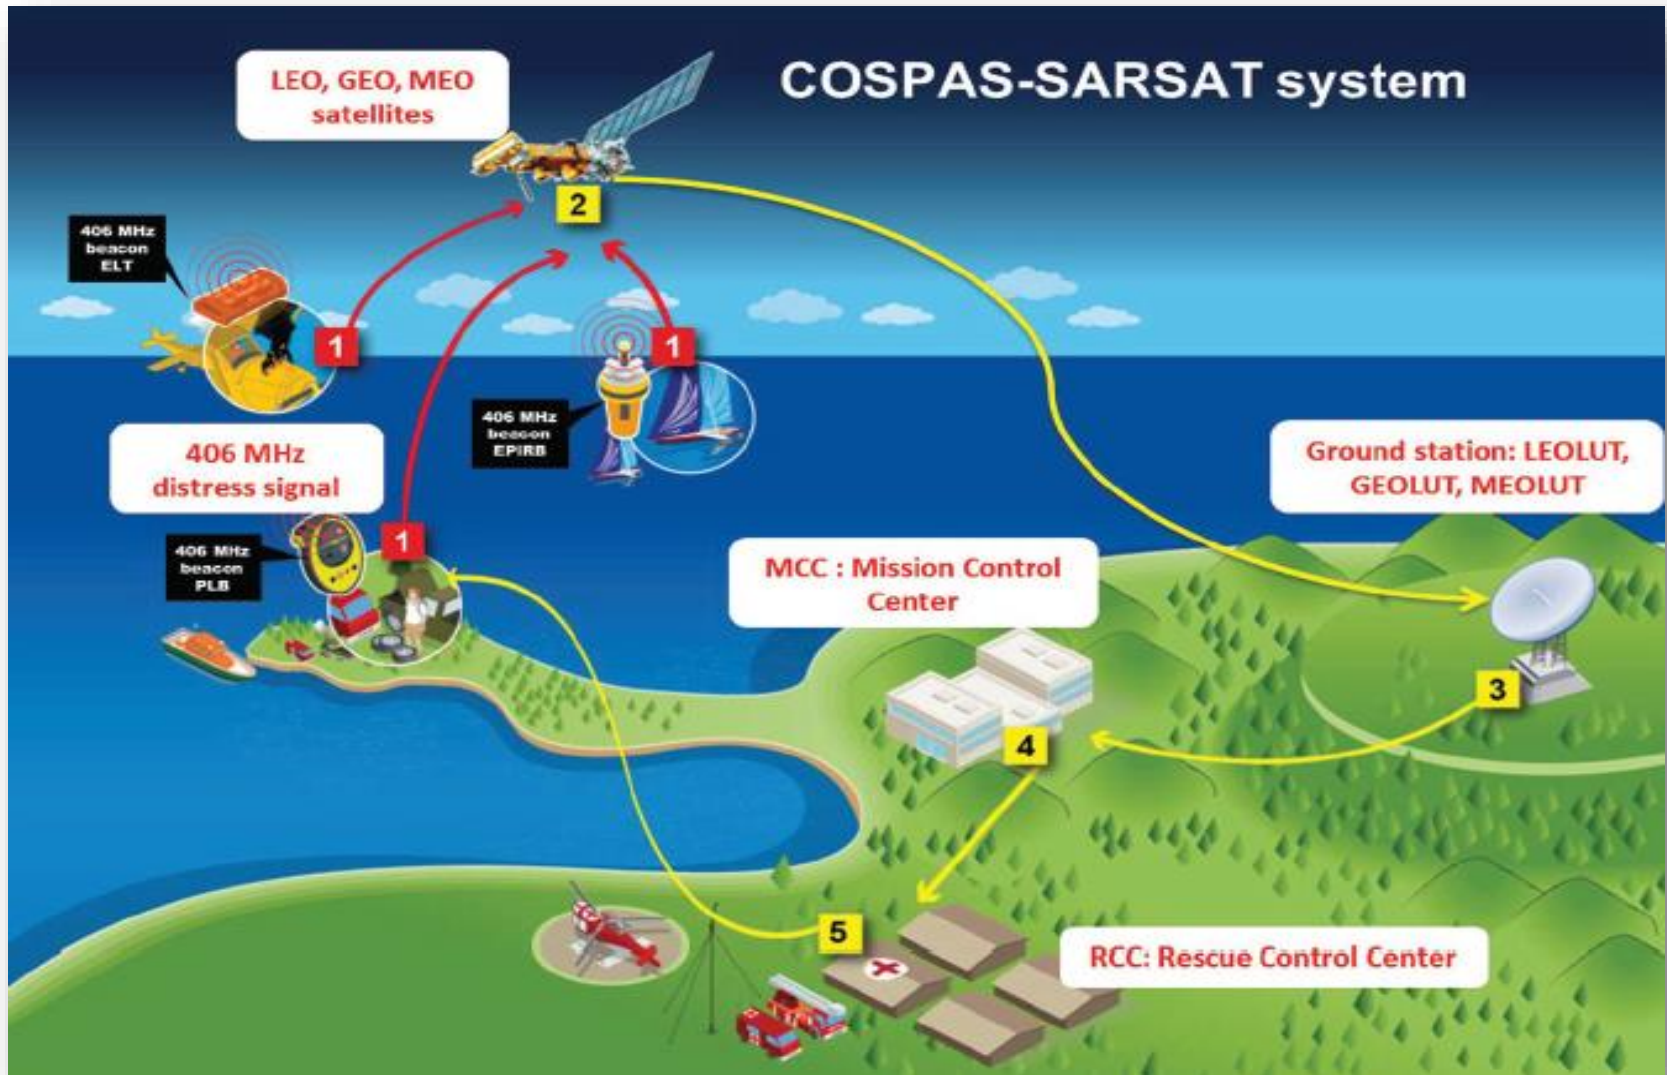 COSPAS-SARSAT system
LEO, GEO, MEO
satellites
2
406 MHz
beacon
ELT
1
1
406 MHz
beacon
EPIRB
406 MHz
distress signal
1
406 MHz
beacon
PLB
Ground station: LEOLUT,
GEOLUT, MEOLUT
3
MCC : Mission Control
Center
4
5
RCC: Rescue Control Center